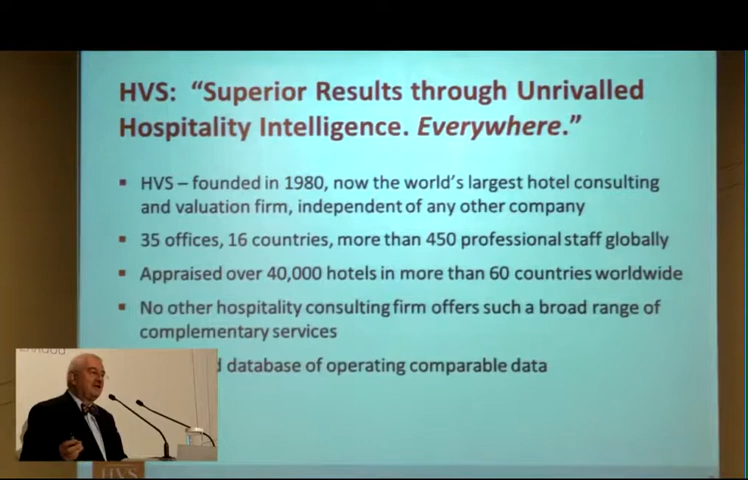 HVS: “Superior Results through Unrivalled
Hospitality Intelligence. Everywhere.”
▪ HVS – founded in 1980, now the world’s largest hotel consulting
and valuation firm, independent of any other company
▪ 35 offices, 16 countries, more than 450 professional staff globally
▪ Appraised over 40,000 hotels in more than 60 countries worldwide
▪ No other hospitality consulting firm offers such a broad range of
complementary services
database of operating comparable data
HVS